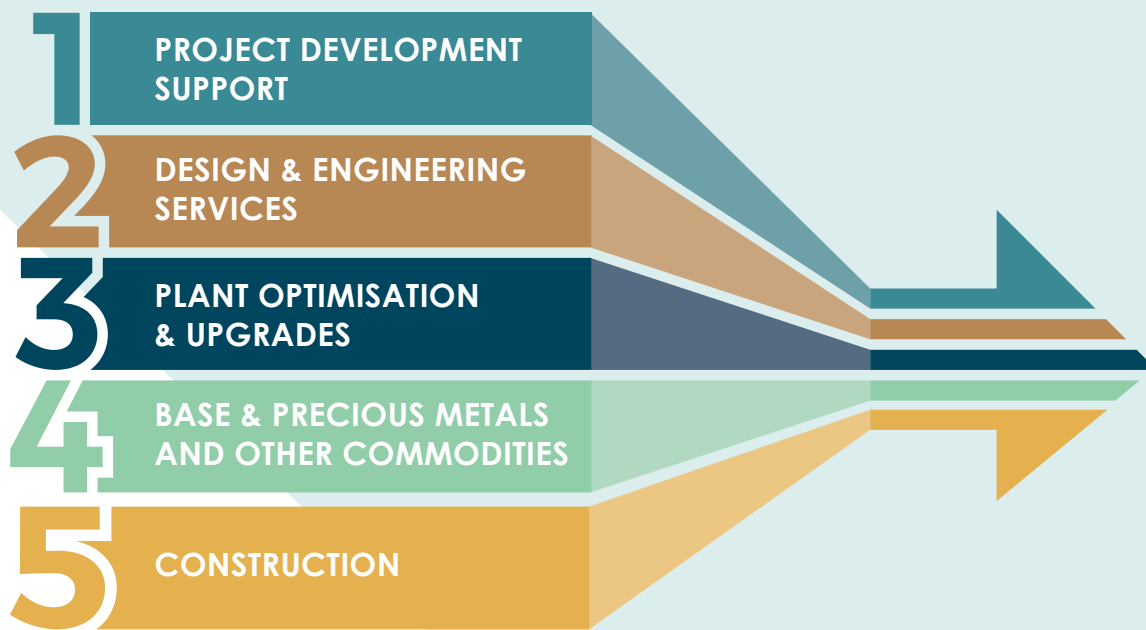 1
PROJECT DEVELOPMENT
SUPPORT
2
DESIGN & ENGINEERING
SERVICES
3
PLANT OPTIMISATION
& UPGRADES
4
BASE & PRECIOUS METALS
AND OTHER COMMODITIES
5
CONSTRUCTION